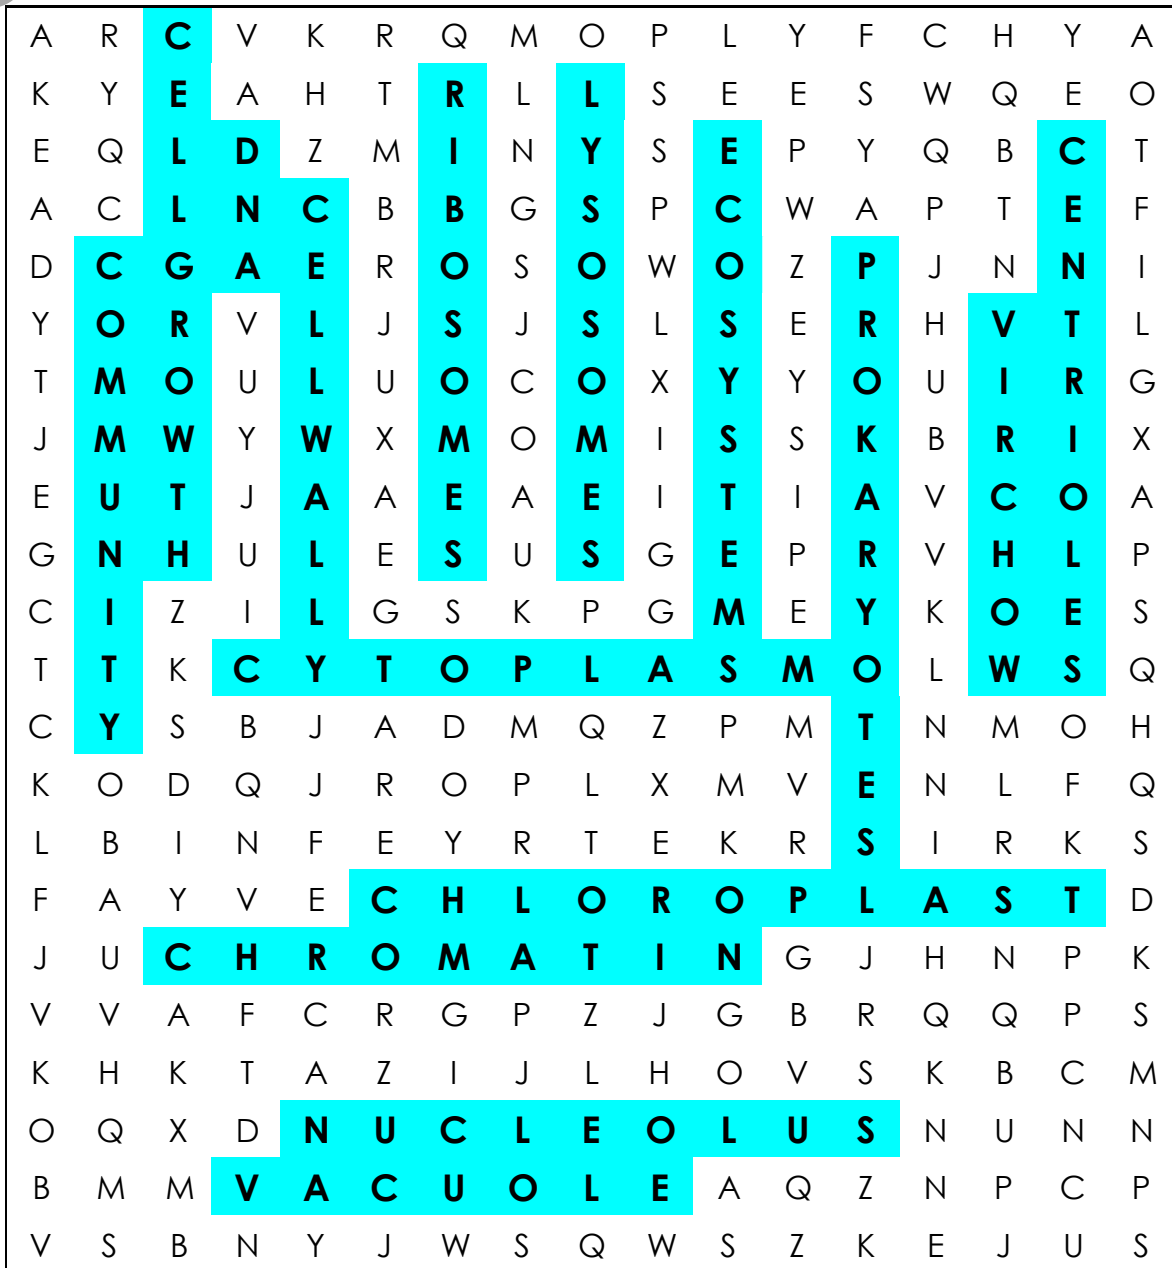 A R C V K R Q M O P L Y F C H Y A
K Y E A H T R L L S E E S W Q E O
E Q L D Z M I N Y S E P Y Q B C T
A C L N C B B G S P C W A P T E F
D C G A E R O S O W O Z P J N N I
Y O R V L J S J S L S E R H V T L
T M O U L U O C O X Y Y O U I R G
J M W Y W X M O M I S S K B R I X
E U T J A A E A E I T I A V C O A
G N H U L E S U S G E P R V H L P
C I Z I L G S K P G M E Y K O E S
T T K C Y T O P L A S M O L W S Q
C Y S B J A D M Q Z P M T N M O H
K O D Q J R O P L X M V E N L F Q
L B I N F E Y R T E K R S I R K S
F A Y V E C H L O R O P L A S T D
J U C H R O M A T I N G J H N P K
V V A F C R G P Z J G B R Q Q P S
K H K T A Z I J L H O V S K B C M
O Q X D N U C L E O L U S N U N N
B M M V A C U O L E A Q Z N P C P
V S B N Y J W S Q W S Z K E J U S